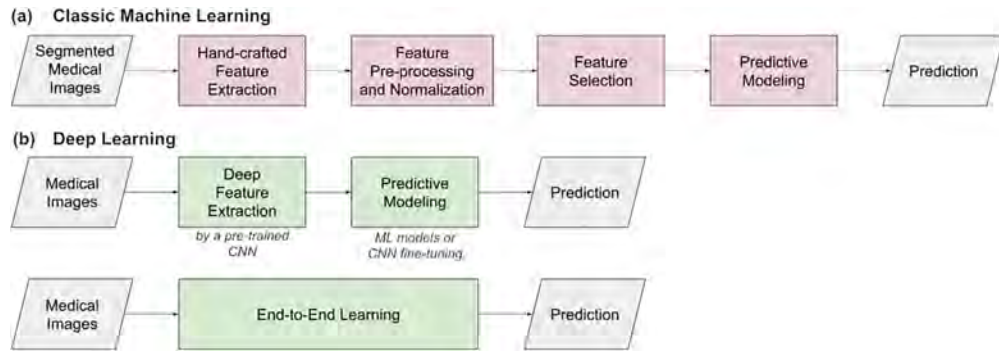 (a) Classic Machine Learning
Segmented
Medical
Images
Hand-crafted
Feature
Extraction
Feature
Pre-processing
and Normalization
Feature
Selection
Predictive
Modeling
Prediction
(b) Deep Learning
Medical
Images
Deep
Feature
Extraction
by a pre-trained
CNN
Predictive
Modeling
ML models or
CNN fine-tuning,
Prediction
Medical
Images
End-to-End Learning
Prediction